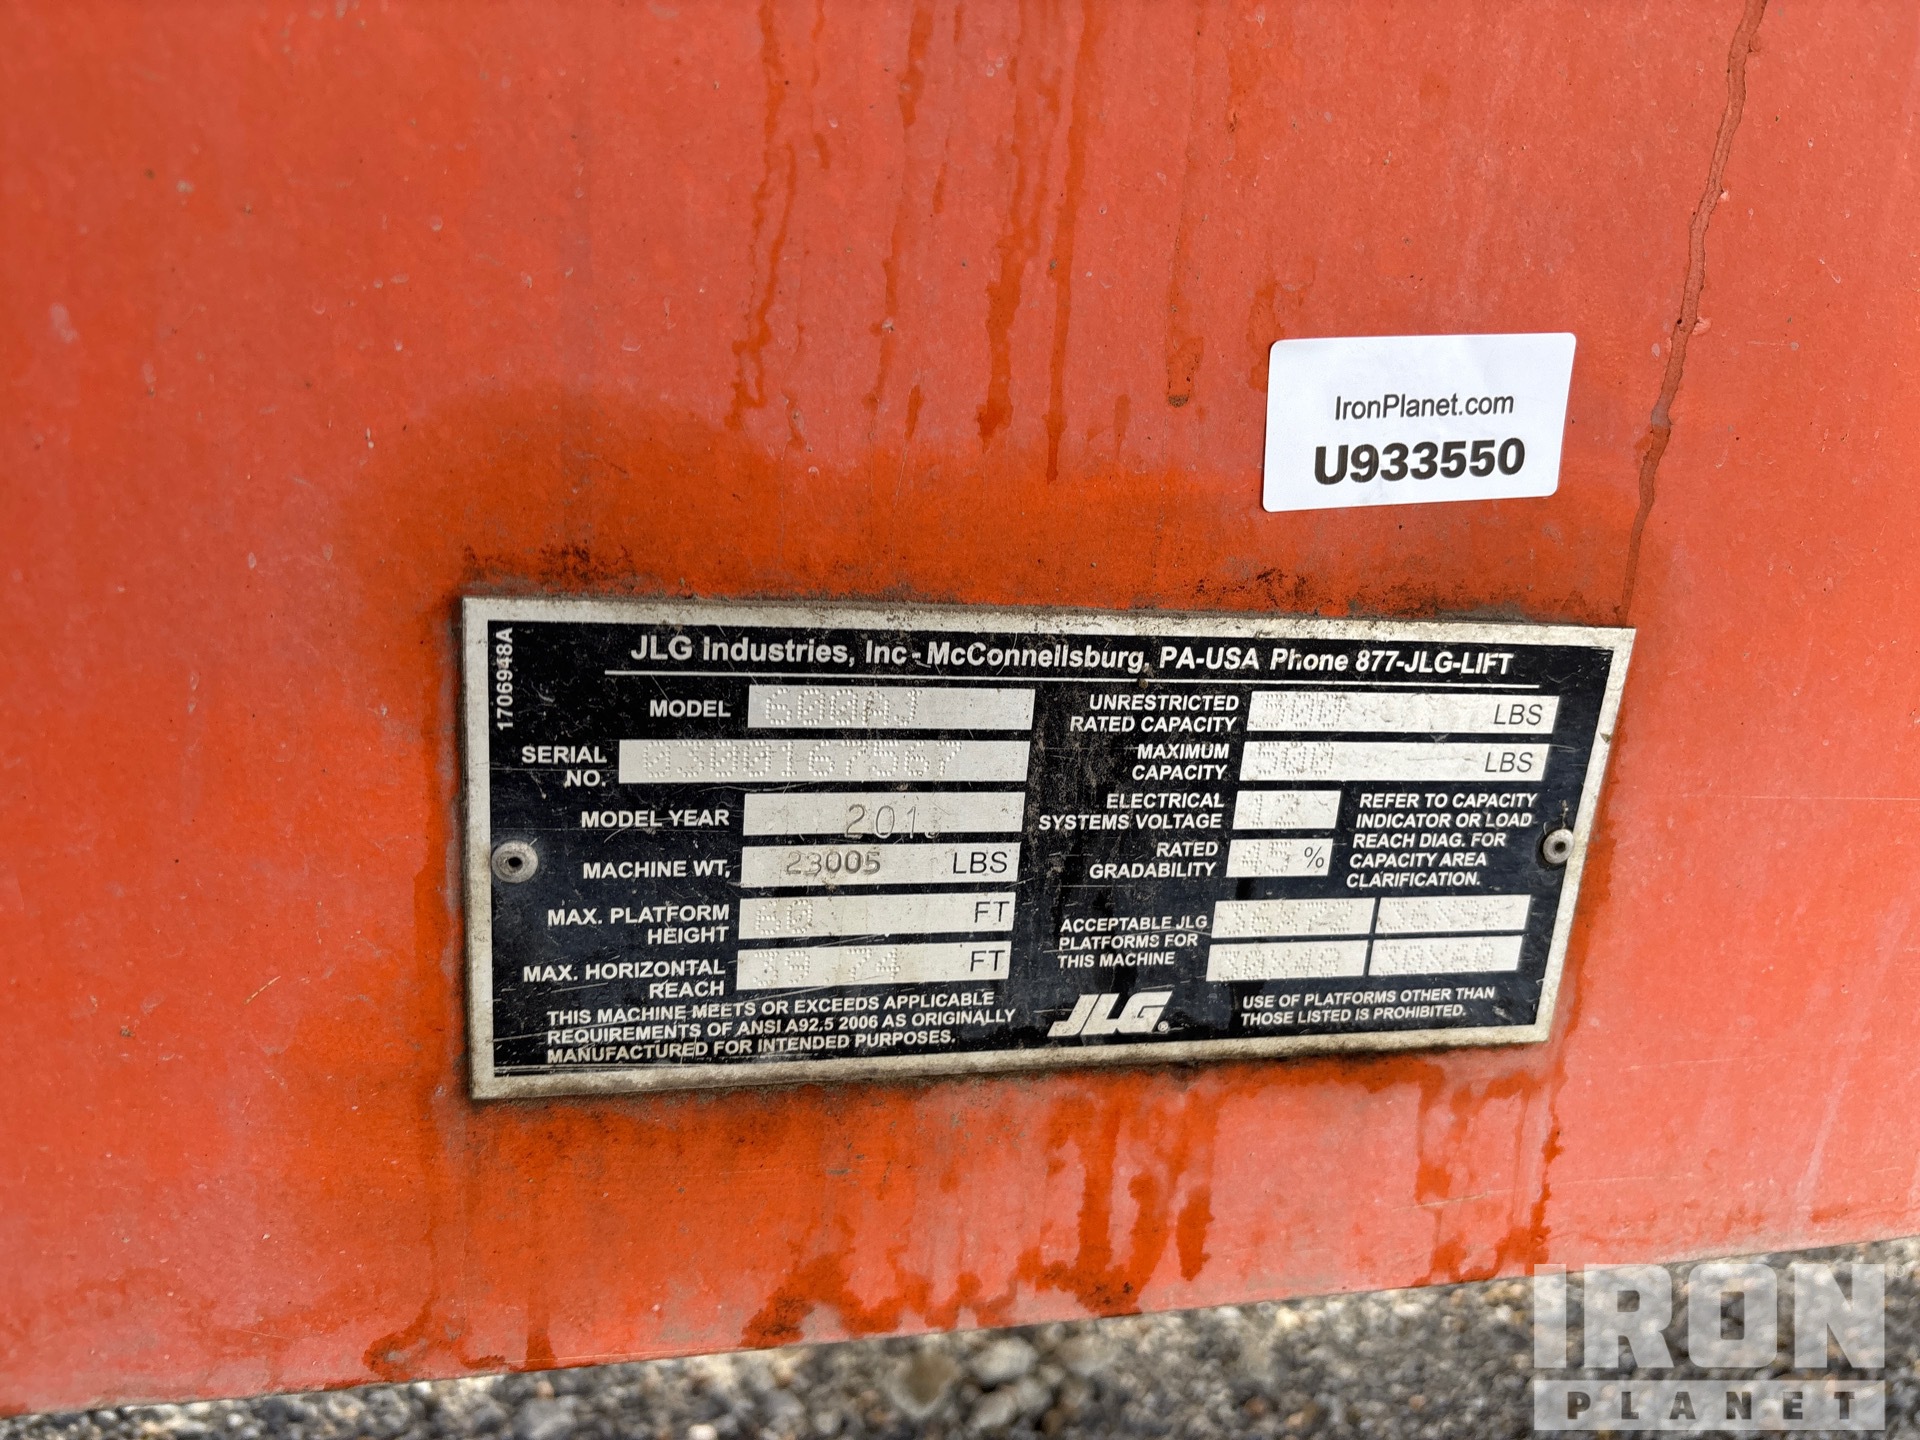 IronPlanet.com
U933550
1706948A
JLG Industries, Inc - McConnellsburg, PA-USA Phone 877-JLG-LIFT
MODEL 600AJ
SERIAL NO. 0300167567
MODEL YEAR
MACHINE WT, 23005 LBS
MAX. PLATFORM HEIGHT 60 FT
MAX. HORIZONTAL REACH 39 74 FT
THIS MACHINE MEETS OR EXCEEDS APPLICABLE
REQUIREMENTS OF ANSI A92.5 2006 AS ORIGINALLY
MANUFACTURED FOR INTENDED PURPOSES.
UNRESTRICTED
RATED CAPACITY 500 LBS
MAXIMUM
CAPACITY 500 LBS
ELECTRICAL
SYSTEMS VOLTAGE 12
RATED
GRADABILITY 45 %
REFER TO CAPACITY
INDICATOR OR LOAD
REACH DIAG. FOR
CAPACITY AREA
CLARIFICATION.
ACCEPTABLE JLG
PLATFORMS FOR
THIS MACHINE
36X72 36X96
30X48 30X60
JLG®
USE OF PLATFORMS OTHER THAN
THOSE LISTED IS PROHIBITED.
IRON
PLANET